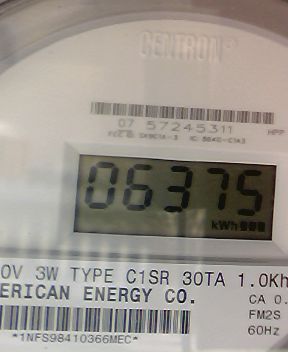 CENTRON®
07 57245311
HPP
06375
kWh
0V 3W TYPE C1SR 30TA 1.0Kh
ERICAN ENERGY CO.
CA 0.
FM2S
60Hz
*1NFS98410366MEC*